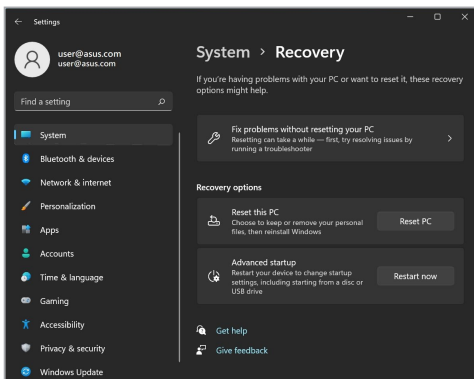 Settings
user@asus.com
user@asus.com
Find a setting
System
Bluetooth & devices
Network & internet
Personalization
Apps
Accounts
Time & language
Gaming
Accessibility
Privacy & security
Windows Update
System > Recovery
If you're having problems with your PC or want to reset it, these recovery
options might help.
Fix problems without resetting your PC
Resetting can take a while — first, try resolving issues by
running a troubleshooter
Recovery options
Reset this PC
Choose to keep or remove your personal
files, then reinstall Windows
Reset PC
Advanced startup
Restart your device to change startup
settings, including starting from a disc or
USB drive
Restart now
Get help
Give feedback